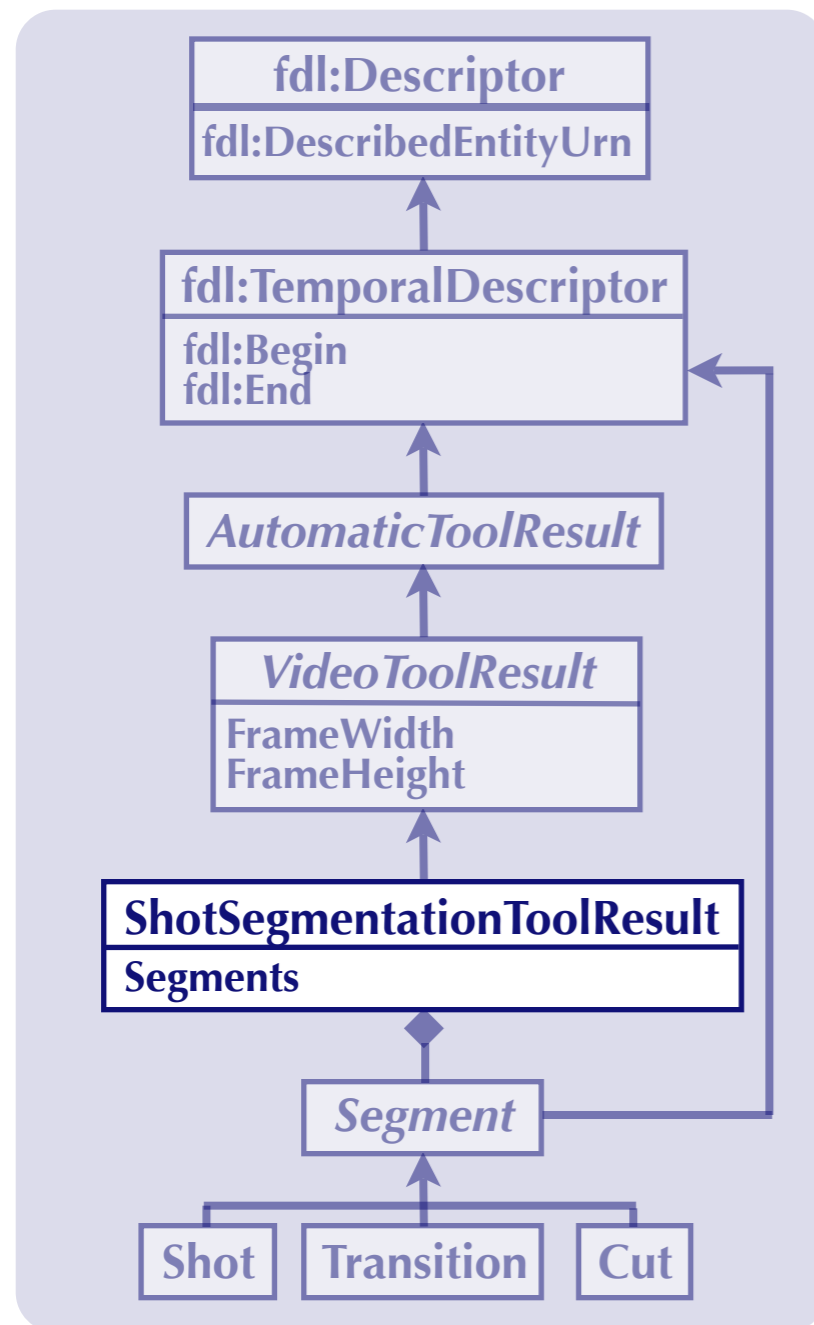 fdl:Descriptor
fdl:DescribedEntityUrn
fdl:TemporalDescriptor
fdl:Begin
fdl:End
AutomaticToolResult
VideoToolResult
FrameWidth
FrameHeight
ShotSegmentationToolResult
Segments
Segment
Shot
Transition
Cut